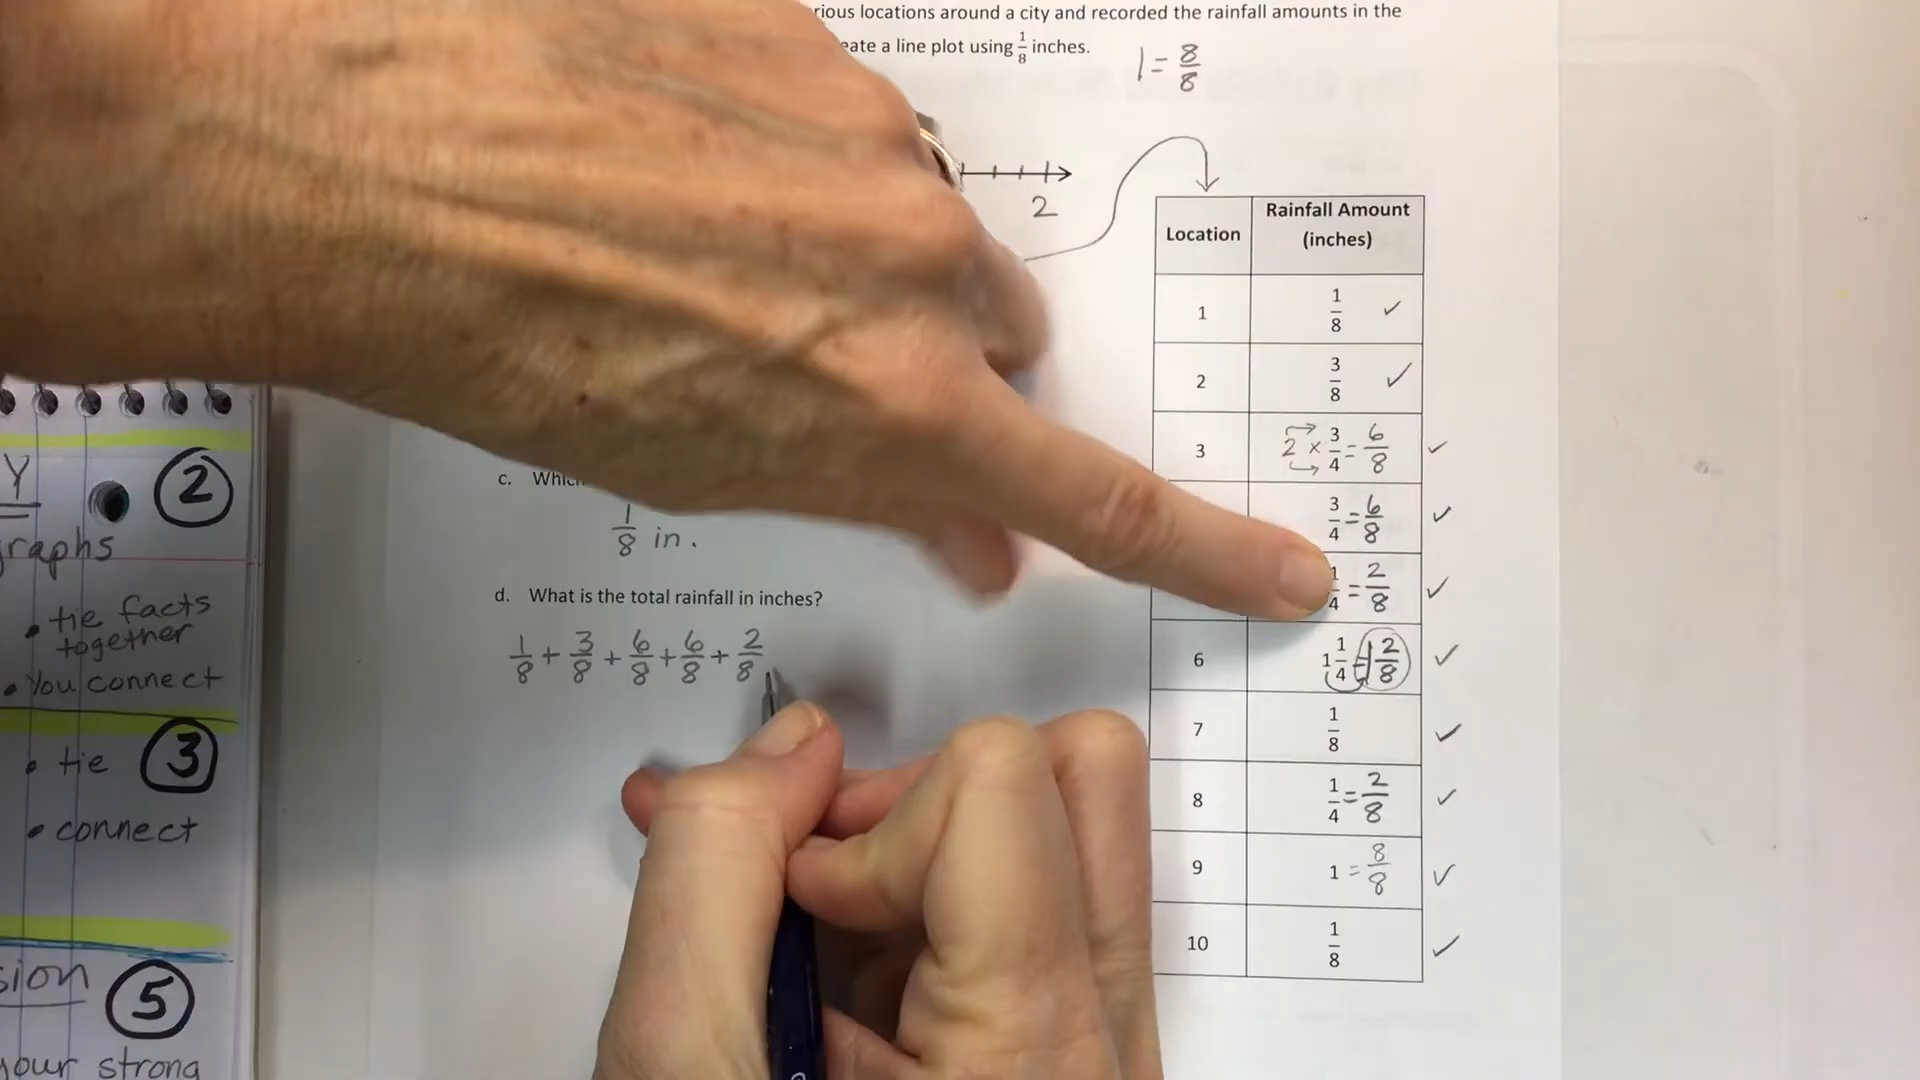 rious locations around a city and recorded the rainfall amounts in the
eate a line plot using 1/8 inches.
1 = 8/8
2
Location Rainfall Amount (inches)
1 1/8 ✓
2 3/8 ✓
3 2 × 3/4 = 6/8 ✓
3/4 = 6/8 ✓
1/4 = 2/8 ✓
6 1 1/4 = 1 2/8 ✓
7 1/8 ✓
8 1/4 = 2/8 ✓
9 1 = 8/8 ✓
10 1/8 ✓
c. Which
1/8 in.
d. What is the total rainfall in inches?
1/8 + 3/8 + 6/8 + 6/8 + 2/8
Y 2
raphs
• tie facts
together
• You connect
• tie 3
• connect
sion 5
your strong